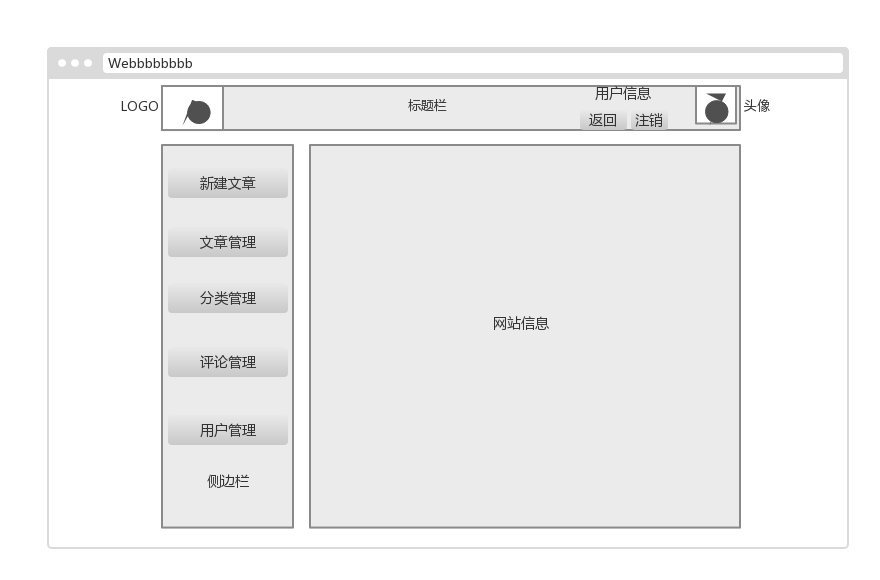 Webbbbbbbb
LOGO
标题栏
用户信息
返回
注销
头像
新建文章
文章管理
分类管理
评论管理
用户管理
侧边栏
网站信息